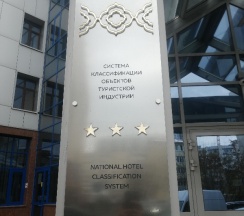 СИСТЕМА
КЛАССИФИКАЦИИ
ОБЪЕКТОВ
ТУРИСТСКОЙ
ИНДУСТРИИ
NATIONAL HOTEL
CLASSIFICATION
SYSTEM